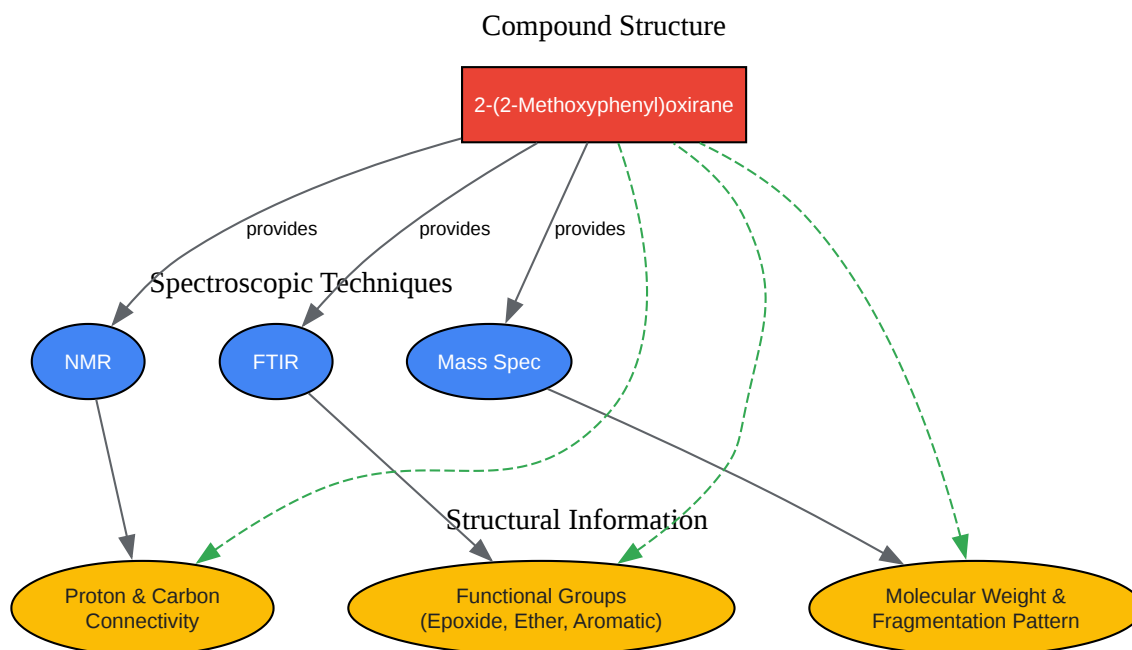 Compound Structure
2-(2-Methoxyphenyl)oxirane
provides
provides
provides
Spectroscopic Techniques
NMR
FTIR
Mass Spec
Structural Information
Proton & Carbon
Connectivity
Functional Groups
(Epoxide, Ether, Aromatic)
Molecular Weight &
Fragmentation Pattern